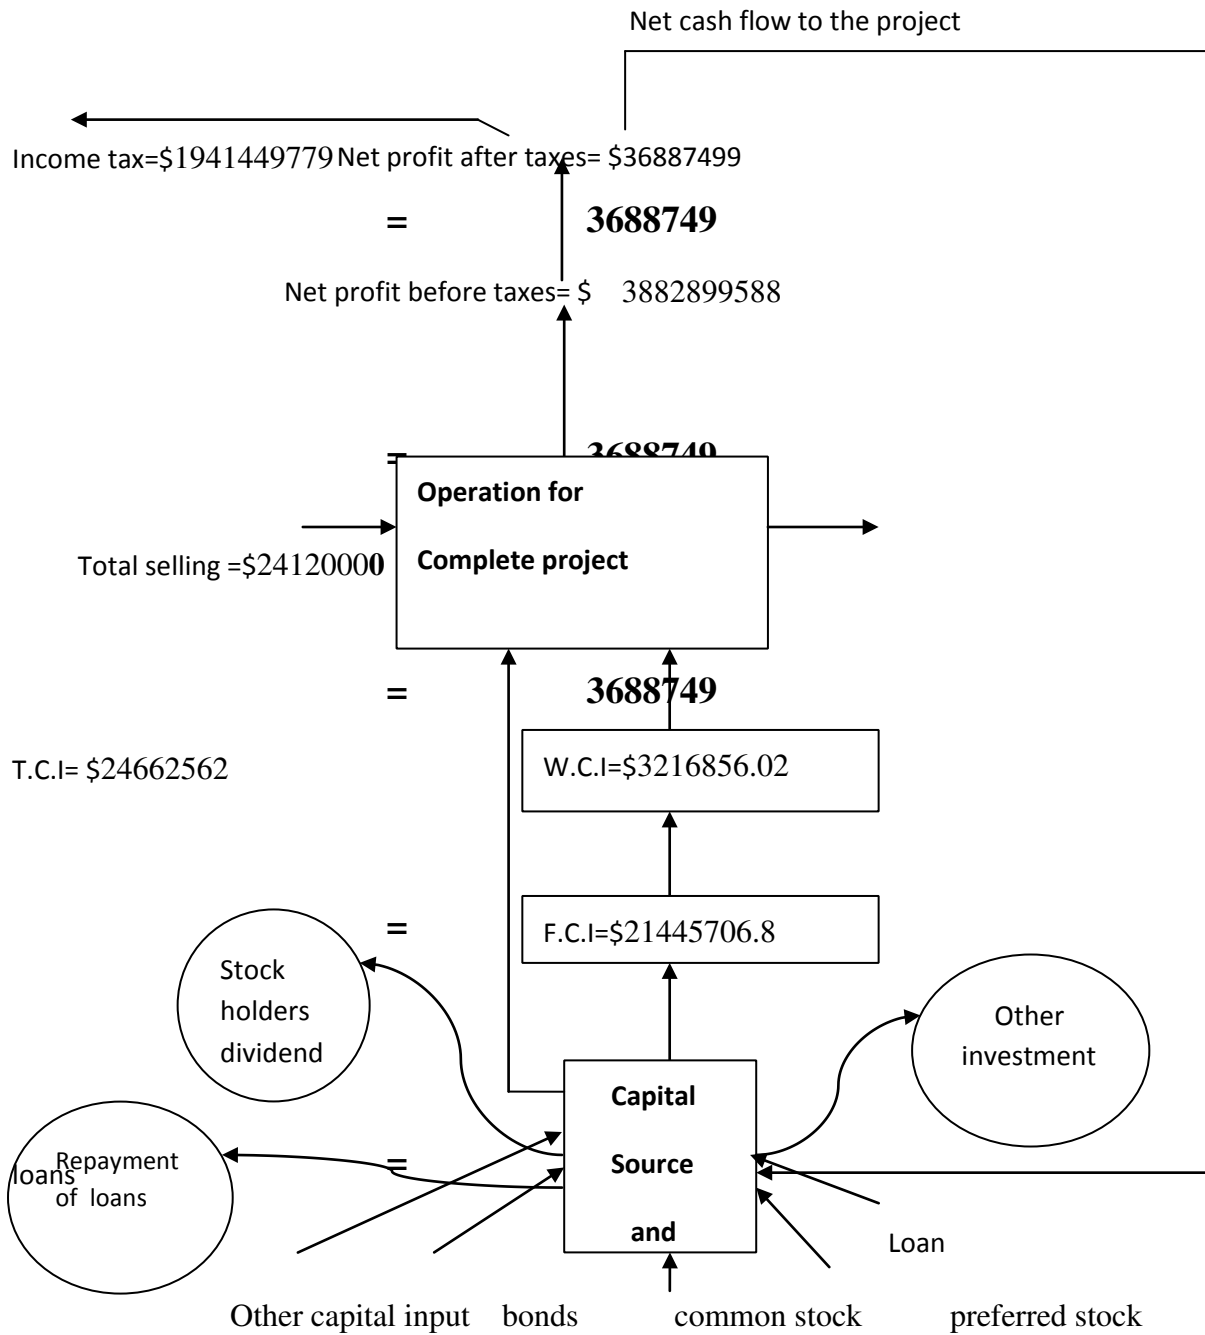 Net cash flow to the project
Income tax=$1941449779 Net profit after taxes= $36887499
= 3688749
Net profit before taxes= $ 3882899588
= 3688749
Operation for
Complete project
Total selling =$24120000
= 3688749
T.C.I= $24662562
W.C.I=$3216856.02
=
F.C.I=$21445706.8
Stock
holders
dividend
Other
investment
Capital
Source
and
=
loans
Repayment
of loans
Loan
Other capital input bonds common stock preferred stock